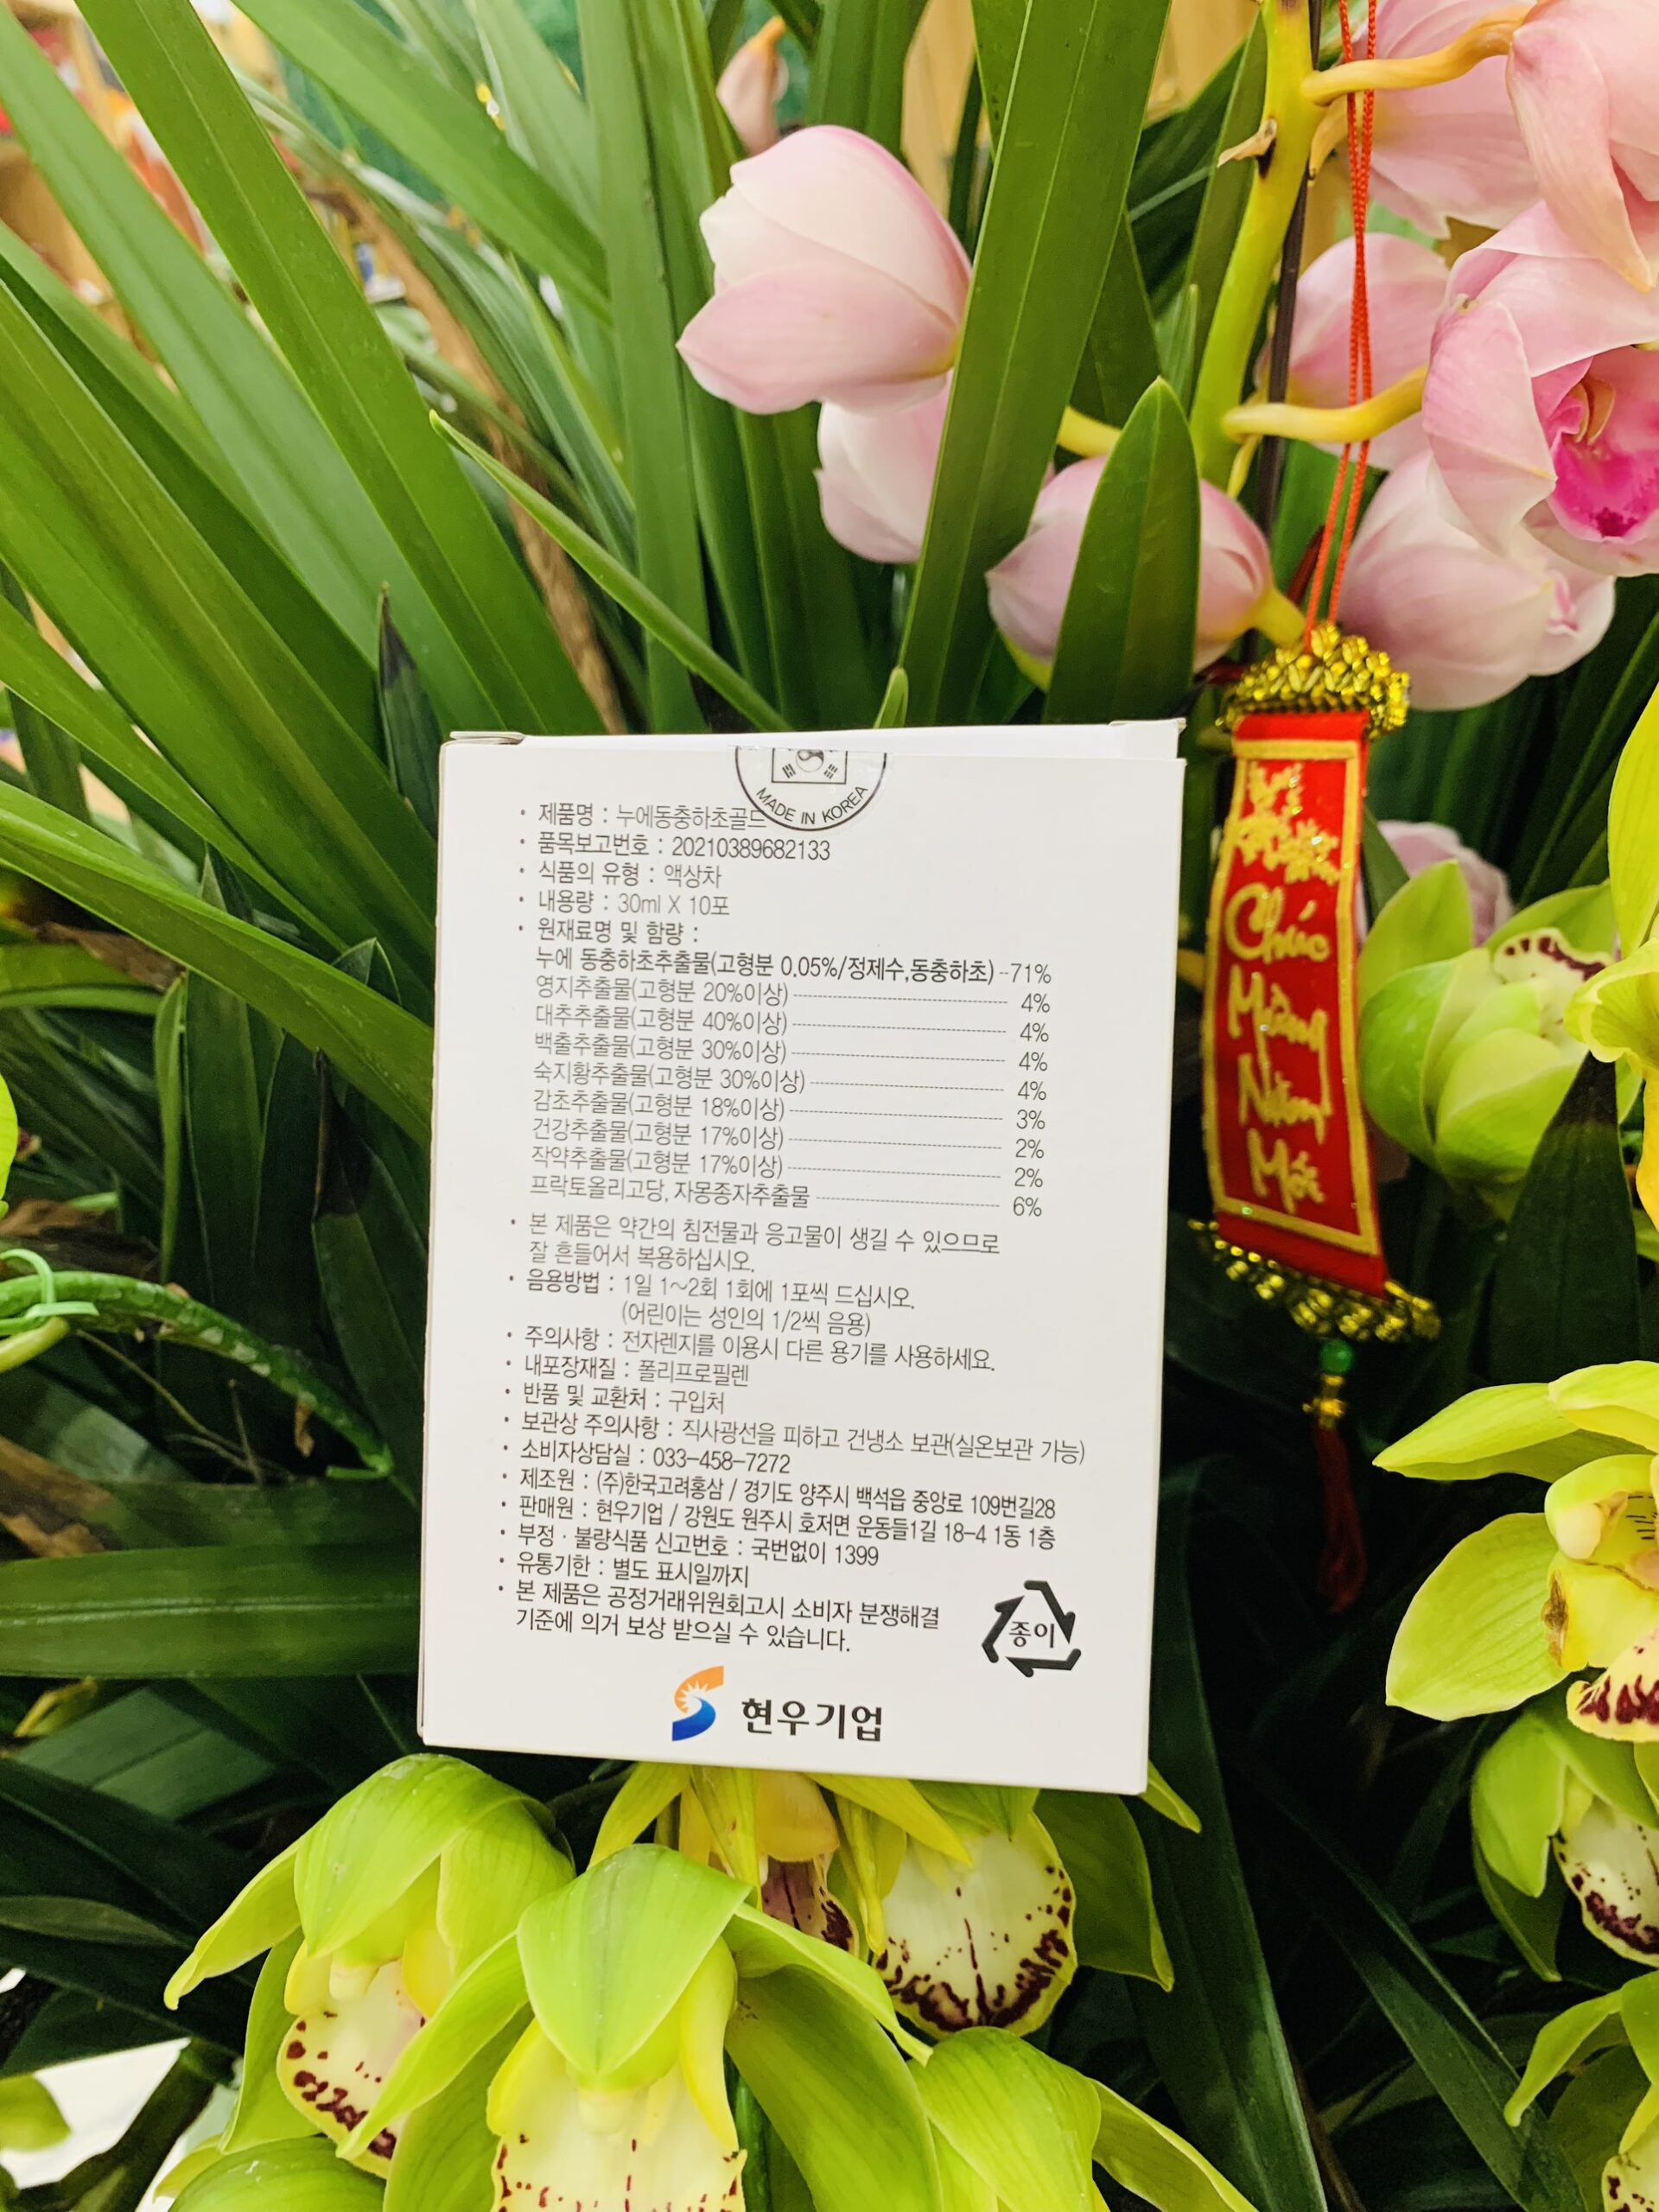 MADE IN KOREA
• 제품명 : 누에동충하초골드
• 품목보고번호 : 20210389682133
• 식품의 유형 : 액상차
• 내용량 : 30ml X 10포
• 원재료명 및 함량 :
누에 동충하초추출물(고형분 0.05%/정제수,동충하초) --71%
영지추출물(고형분 20%이상) ---- 4%
대추추출물(고형분 40%이상) ---- 4%
백출추출물(고형분 30%이상) ---- 4%
숙지황추출물(고형분 30%이상) ---- 4%
감초추출물(고형분 18%이상) ---- 3%
건강추출물(고형분 17%이상) ---- 2%
작약추출물(고형분 17%이상) ---- 2%
프락토올리고당, 자몽종자추출물 ---- 6%
• 본 제품은 약간의 침전물과 응고물이 생길 수 있으므로
잘 흔들어서 복용하십시오.
• 음용방법 : 1일 1~2회 1회에 1포씩 드십시오.
(어린이는 성인의 1/2씩 음용)
• 주의사항 : 전자렌지를 이용시 다른 용기를 사용하세요.
• 내포장재질 : 폴리프로필렌
• 반품 및 교환처 : 구입처
• 보관상 주의사항 : 직사광선을 피하고 건냉소 보관(실온보관 가능)
• 소비자상담실 : 033-458-7272
• 제조원 : (주)한국고려홍삼 / 경기도 양주시 백석읍 중앙로 109번길28
• 판매원 : 현우기업 / 강원도 원주시 호저면 운동들1길 18-4 1동 1층
• 부정 · 불량식품 신고번호 : 국번없이 1399
• 유통기한 : 별도 표시일까지
• 본 제품은 공정거래위원회고시 소비자 분쟁해결
기준에 의거 보상 받으실 수 있습니다.
종이
현우기업
Chúc
Mừng
Năm
Mới